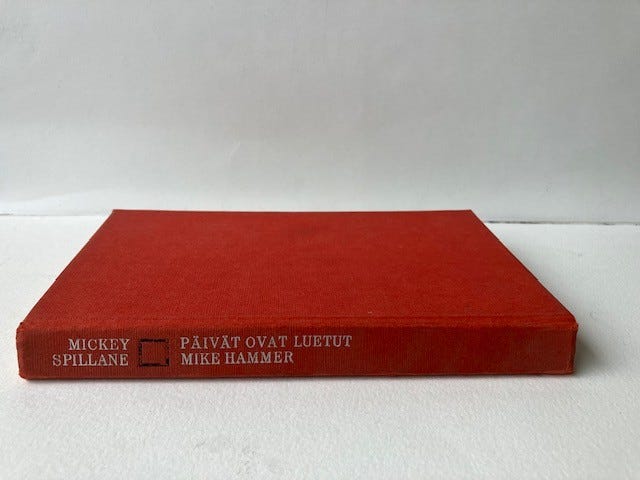 MICKEY
SPILLANE
PÄIVÄT OVAT LUETUT
MIKE HAMMER